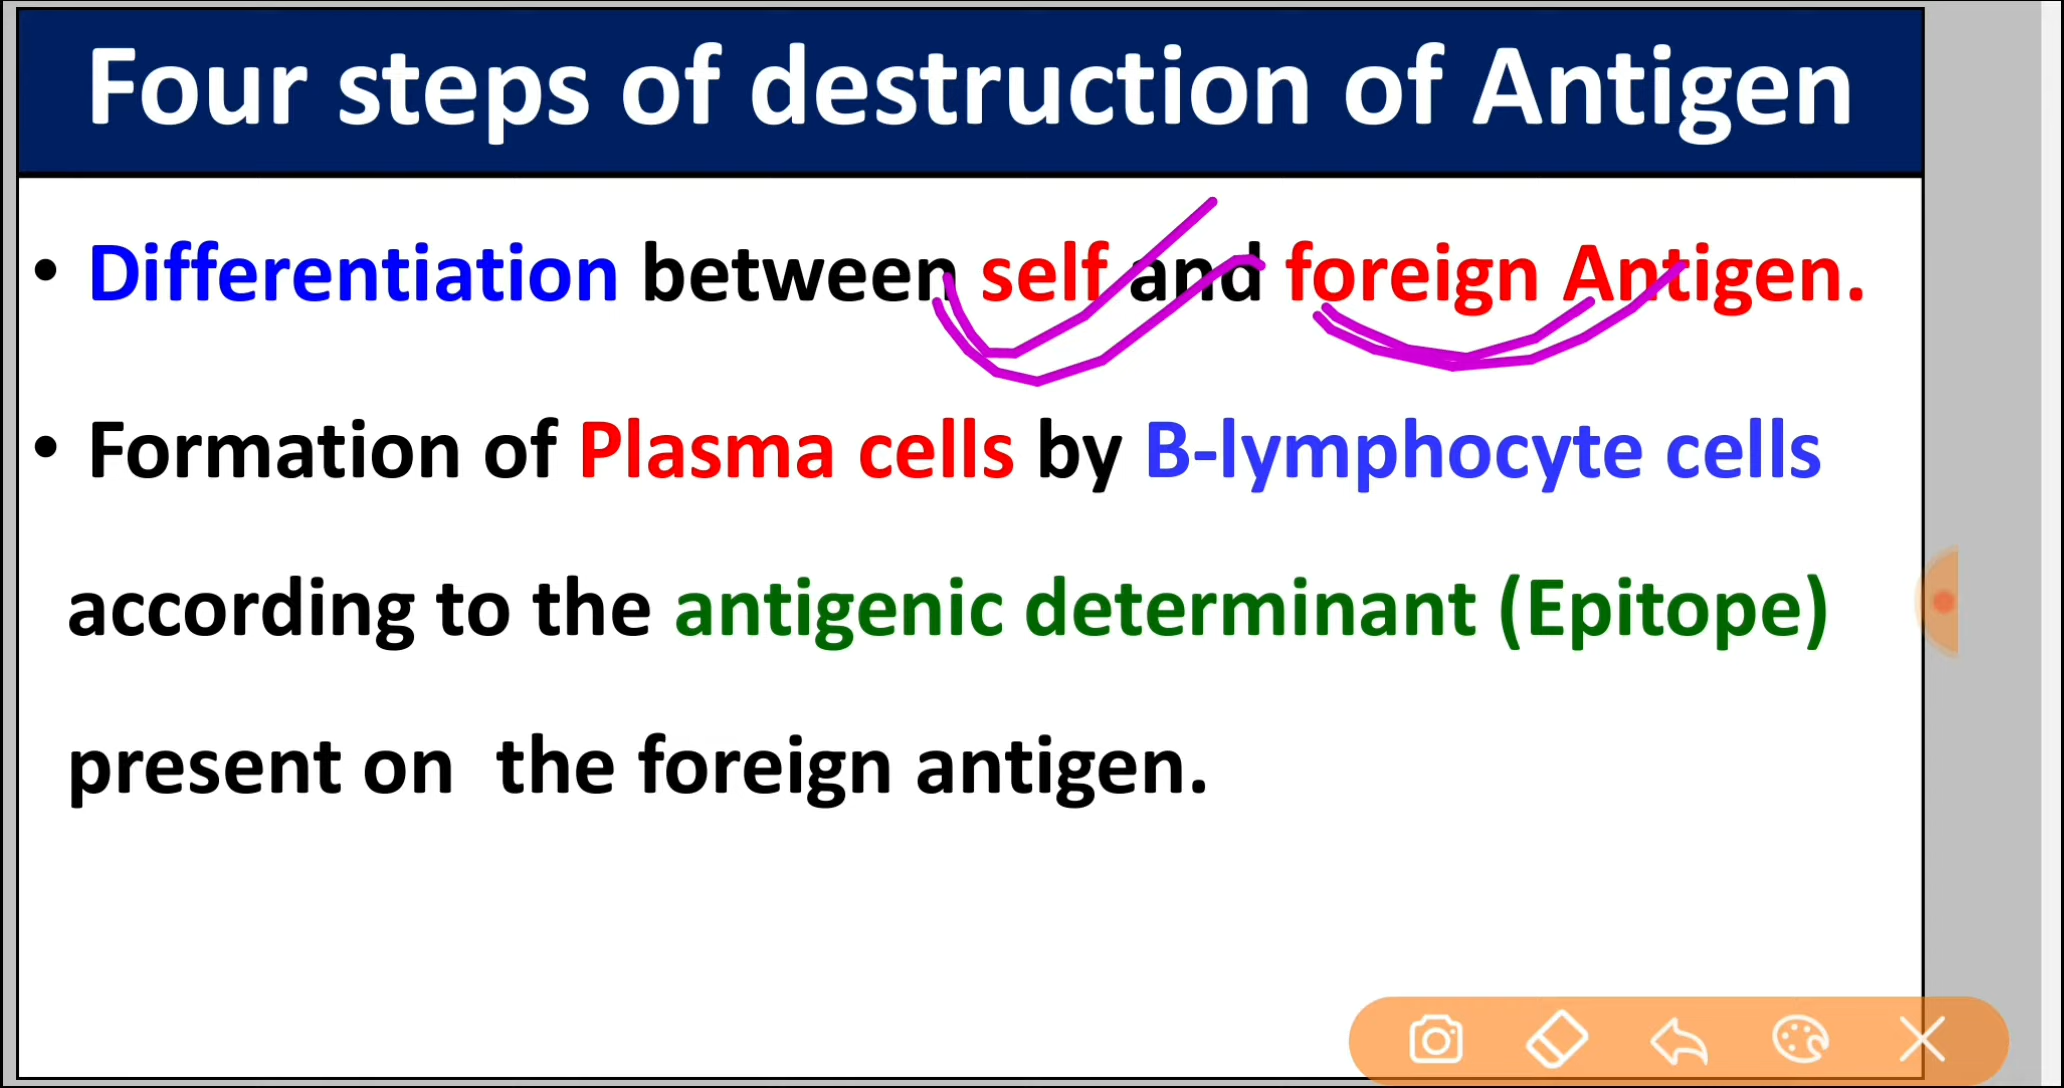 Four steps of destruction of Antigen
• Differentiation between self and foreign Antigen.
• Formation of Plasma cells by B-lymphocyte cells
according to the antigenic determinant (Epitope)
present on the foreign antigen.